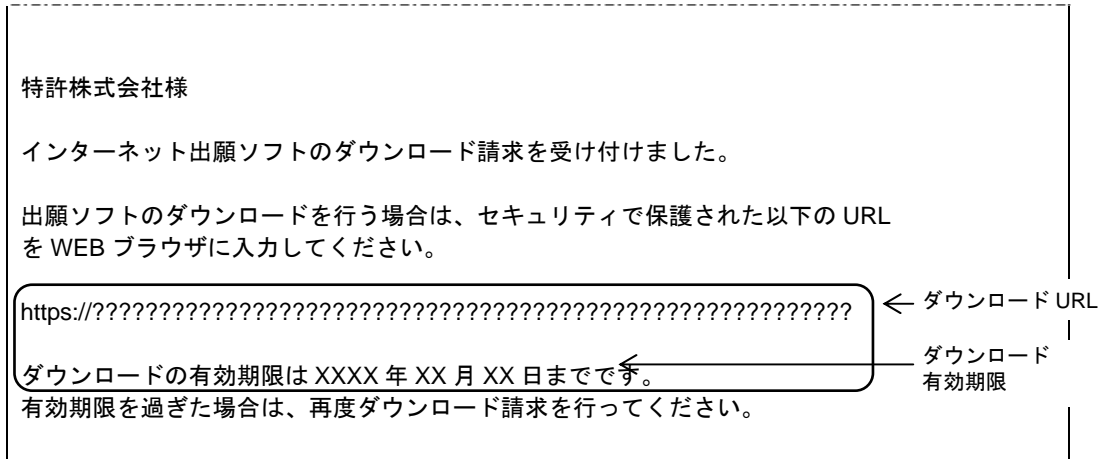 特許株式会社様
インターネット出願ソフトのダウンロード請求を受け付けました。
出願ソフトのダウンロードを行う場合は、セキュリティで保護された以下の URL
を WEB ブラウザに入力してください。
https://?????????????????????????????????????????????????????????
ダウンロード URL
ダウンロードの有効期限は XXXX 年 XX 月 XX 日までです。
ダウンロード
有効期限
有効期限を過ぎた場合は、再度ダウンロード請求を行ってください。